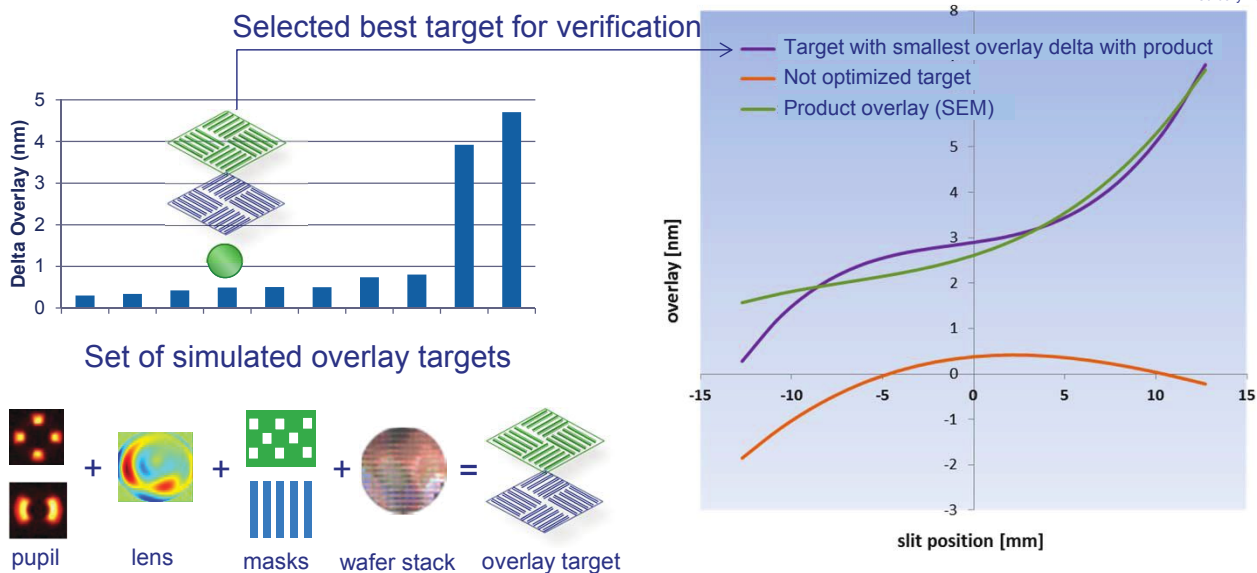 Selected best target for verification
Delta Overlay (nm)
5
4
3
2
1
0
Set of simulated overlay targets
+
+
+
=
pupil
lens
masks
wafer stack
overlay target
Target with smallest overlay delta with product
Not optimized target
Product overlay (SEM)
overlay [nm]
8
5
4
3
2
1
0
-1
-2
-3
-15
-10
-5
5
10
15
slit position [mm]